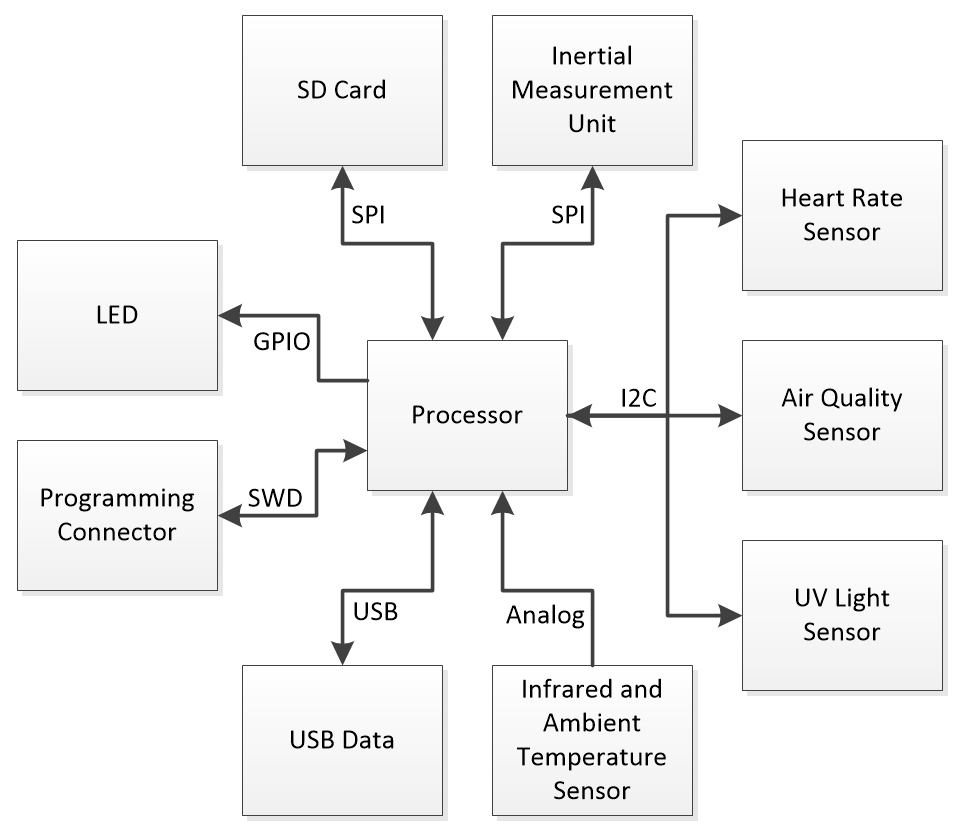 SD Card
Inertial
Measurement
Unit
Heart Rate
Sensor
SPI
SPI
LED
GPIO
Processor
I2C
Air Quality
Sensor
Programming
Connector
SWD
USB
Analog
UV Light
Sensor
USB Data
Infrared and
Ambient
Temperature
Sensor